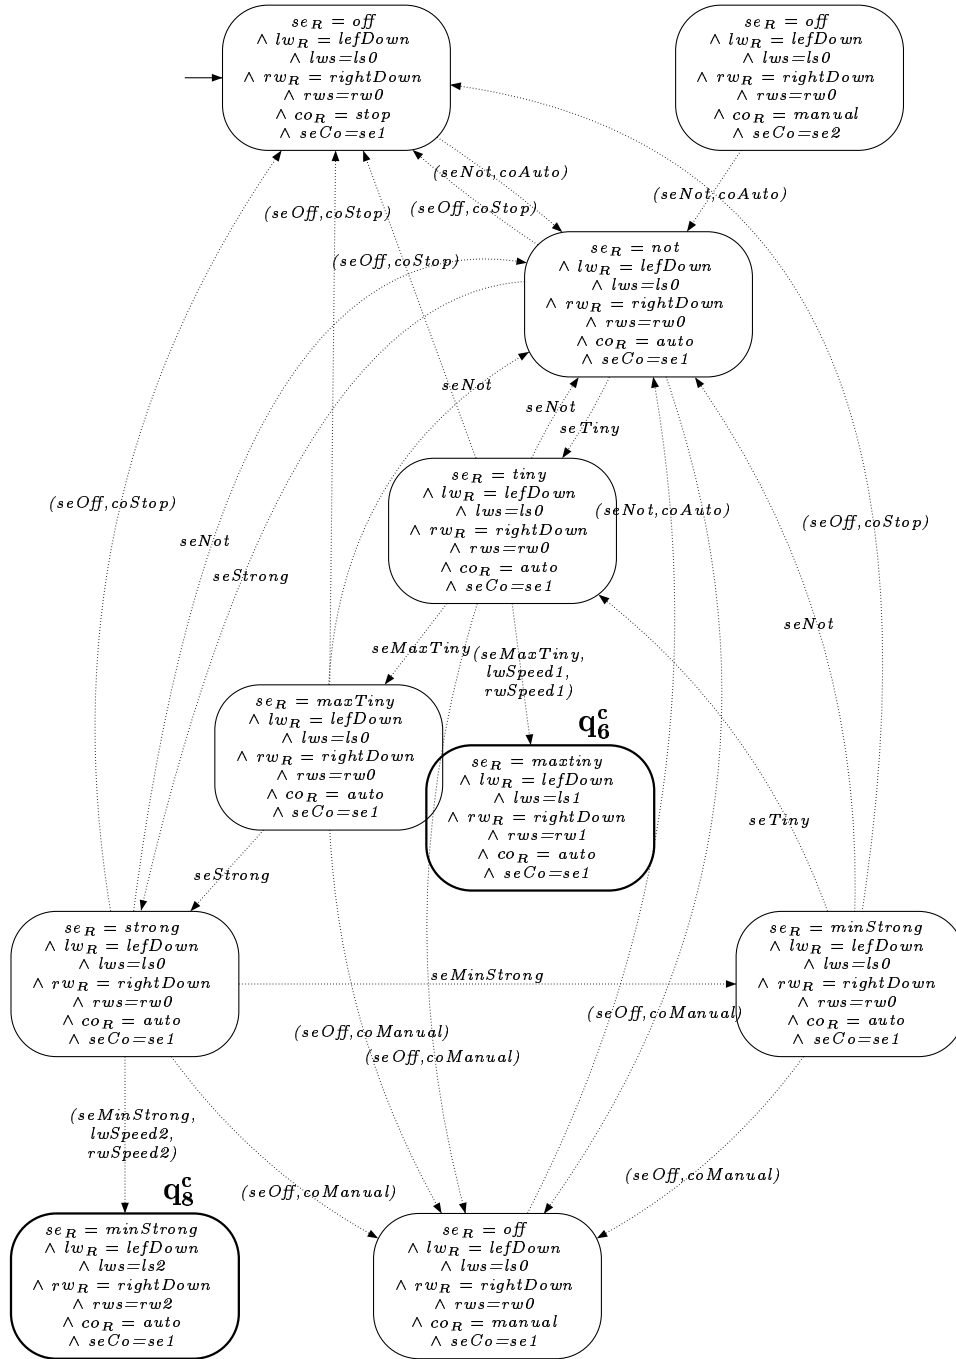 se_R = off
∧ lw_R = lefDown
∧ lws=ls0
∧ rw_R = rightDown
∧ rws=rw0
∧ co_R = stop
∧ seCo=se1
se_R = off
∧ lw_R = lefDown
∧ lws=ls0
∧ rw_R = rightDown
∧ rws=rw0
∧ co_R = manual
∧ seCo=se2
(seNot,coAuto)
(seNot,coAuto)
(seOff,coStop)
(seOff,coStop)
(seOff,coStop)
se_R = not
∧ lw_R = lefDown
∧ lws=ls0
∧ rw_R = rightDown
∧ rws=rw0
∧ co_R = auto
∧ seCo=se1
seNot
seNot
seTiny
se_R = tiny
∧ lw_R = lefDown
∧ lws=ls0
∧ rw_R = rightDown
∧ rws=rw0
∧ co_R = auto
∧ seCo=se1
(seOff,coStop)
(seNot,coAuto)
(seOff,coStop)
seNot
seStrong
seNot
seMaxTiny
(seMaxTiny,
lwSpeed1,
rwSpeed1)
se_R = maxTiny
∧ lw_R = lefDown
∧ lws=ls0
∧ rw_R = rightDown
∧ rws=rw0
∧ co_R = auto
∧ seCo=se1
q_6^c
se_R = maxtiny
∧ lw_R = lefDown
∧ lws=ls1
∧ rw_R = rightDown
∧ rws=rw1
∧ co_R = auto
∧ seCo=se1
seTiny
seStrong
se_R = strong
∧ lw_R = lefDown
∧ lws=ls0
∧ rw_R = rightDown
∧ rws=rw0
∧ co_R = auto
∧ seCo=se1
seMinStrong
se_R = minStrong
∧ lw_R = lefDown
∧ lws=ls0
∧ rw_R = rightDown
∧ rws=rw0
∧ co_R = auto
∧ seCo=se1
(seOff,coManual)
(seOff,coManual)
(seOff,coManual)
(seMinStrong,
lwSpeed2,
rwSpeed2)
(seOff,coManual)
(seOff,coManual)
q_8^c
se_R = minStrong
∧ lw_R = lefDown
∧ lws=ls2
∧ rw_R = rightDown
∧ rws=rw2
∧ co_R = auto
∧ seCo=se1
se_R = off
∧ lw_R = lefDown
∧ lws=ls0
∧ rw_R = rightDown
∧ rws=rw0
∧ co_R = manual
∧ seCo=se1